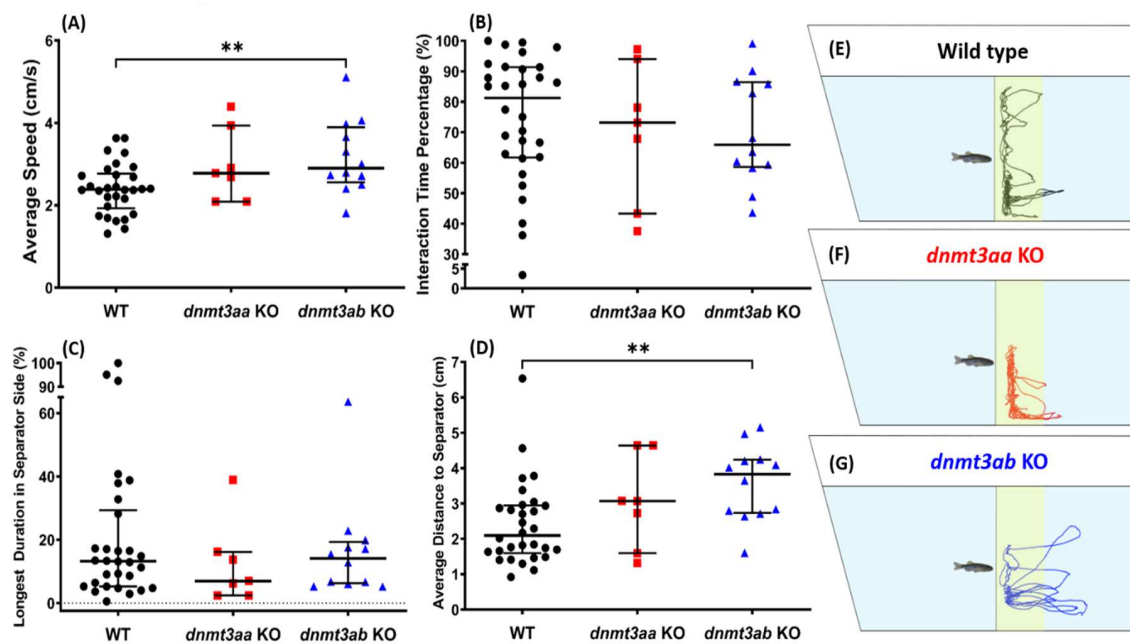 (A)
Average Speed (cm/s)
6
4
2
0
**
WT
dnmt3aa KO
dnmt3ab KO
(B)
Interaction Time Percentage (%)
100
90
80
70
60
50
40
30
5
0
WT
dnmt3aa KO
dnmt3ab KO
(C)
Longest Duration in Separator Side (%)
100
90
60
40
20
0
WT
dnmt3aa KO
dnmt3ab KO
(D)
Average Distance to Separator (cm)
7
6
5
4
3
2
1
0
**
WT
dnmt3aa KO
dnmt3ab KO
(E)
Wild type
(F)
dnmt3aa KO
(G)
dnmt3ab KO